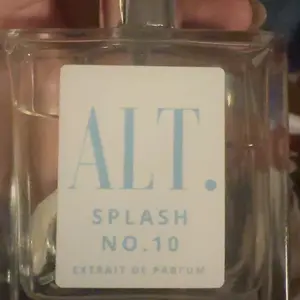 ALT.
SPLASH
NO.10
EXTRAIT DE PARFUM